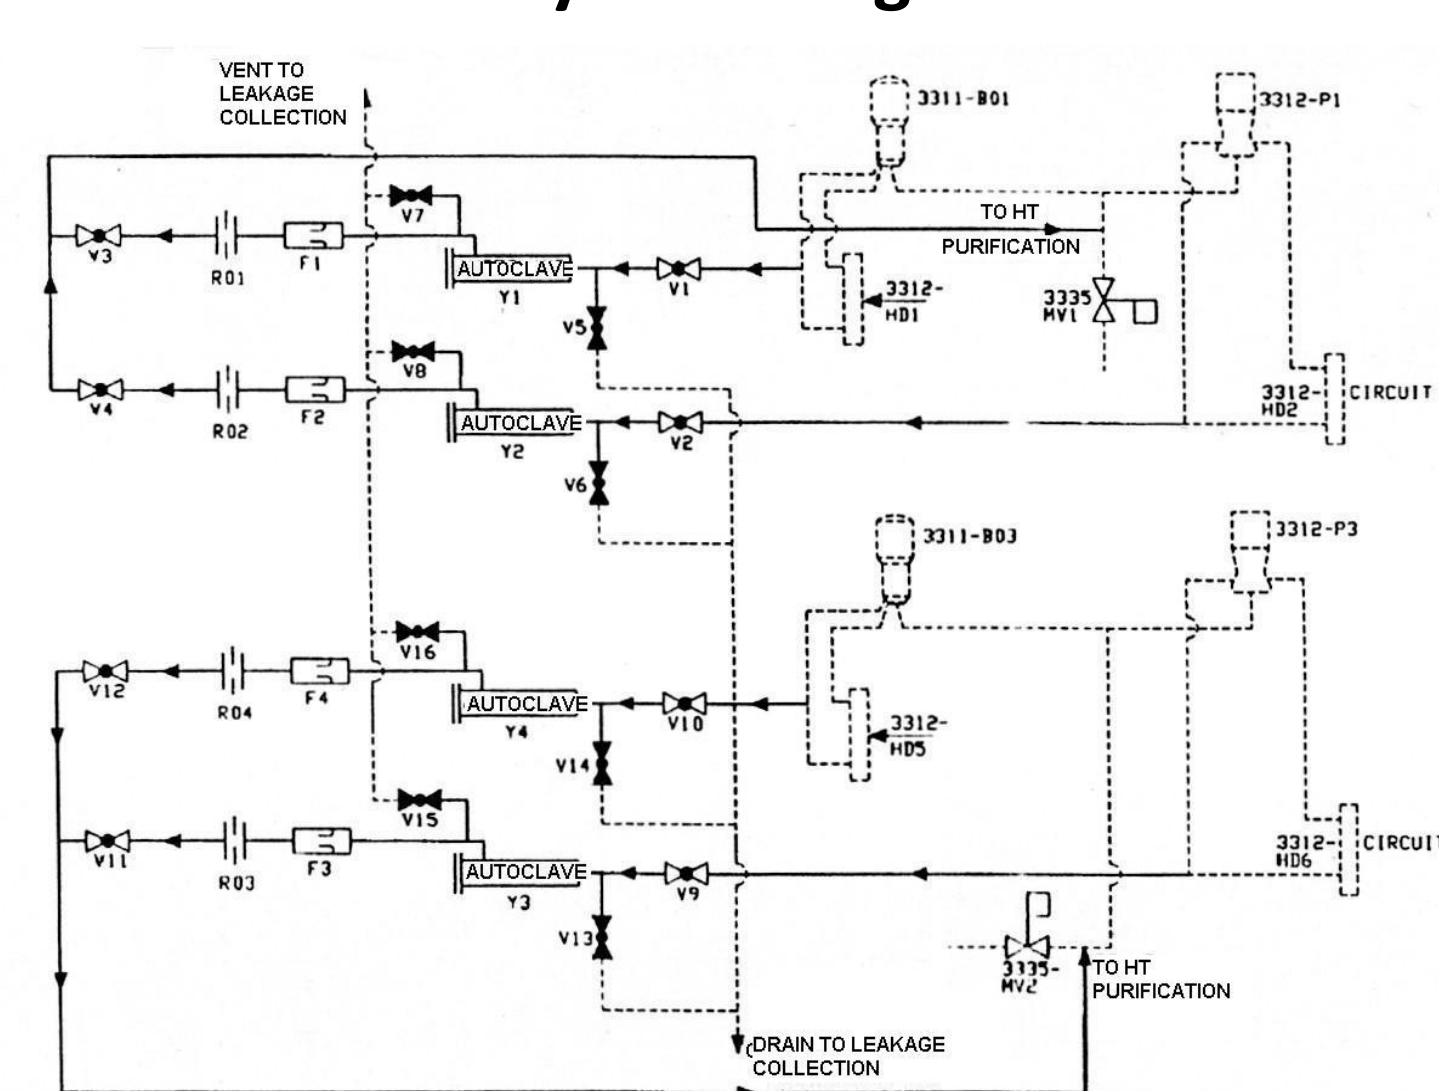 VENT TO
LEAKAGE
COLLECTION
3311-B01
3312-P1
V7
TO HT
PURIFICATION
V3
R01
F1
AUTOCLAVE
Y1
V1
3312-
HD1
3335
MV1
V5
V8
V4
R02
F2
AUTOCLAVE
Y2
V2
3312-
HD2
CIRCUIT
V6
3311-B03
3312-P3
V16
V12
R04
F4
AUTOCLAVE
Y4
V10
3312-
HD5
V14
V15
V11
R03
F3
AUTOCLAVE
Y3
V9
3312-
HD6
CIRCUIT
V13
3335-
MV2
TO HT
PURIFICATION
DRAIN TO LEAKAGE
COLLECTION